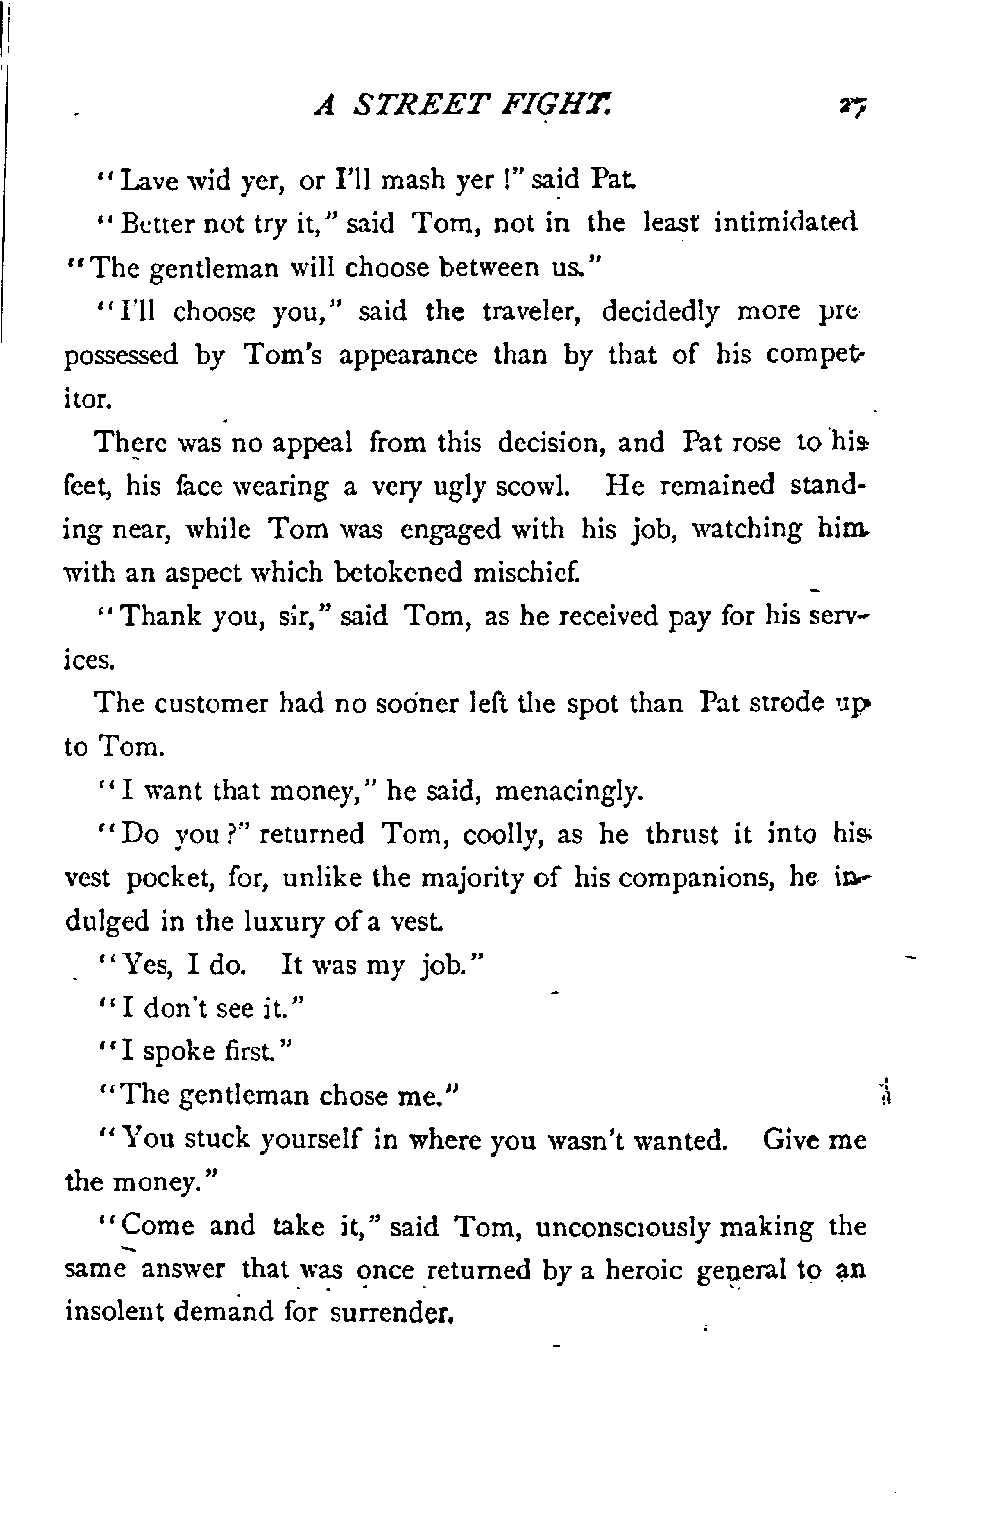 A STREET FIGHT. 27
"Lave wid yer, or I'll mash yer!" said Pat.
"Better not try it," said Tom, not in the least intimidated
"The gentleman will choose between us."
"I'll choose you," said the traveler, decidedly more pre
possessed by Tom's appearance than by that of his compet-
itor.
There was no appeal from this decision, and Pat rose to his
feet, his face wearing a very ugly scowl. He remained stand-
ing near, while Tom was engaged with his job, watching him
with an aspect which betokened mischief.
"Thank you, sir," said Tom, as he received pay for his serv-
ices.
The customer had no sooner left the spot than Pat strode up
to Tom.
"I want that money," he said, menacingly.
"Do you?" returned Tom, coolly, as he thrust it into his
vest pocket, for, unlike the majority of his companions, he in-
dulged in the luxury of a vest.
"Yes, I do. It was my job."
"I don't see it."
"I spoke first."
"The gentleman chose me."
"You stuck yourself in where you wasn't wanted. Give me
the money."
"Come and take it," said Tom, unconsciously making the
same answer that was once returned by a heroic general to an
insolent demand for surrender.